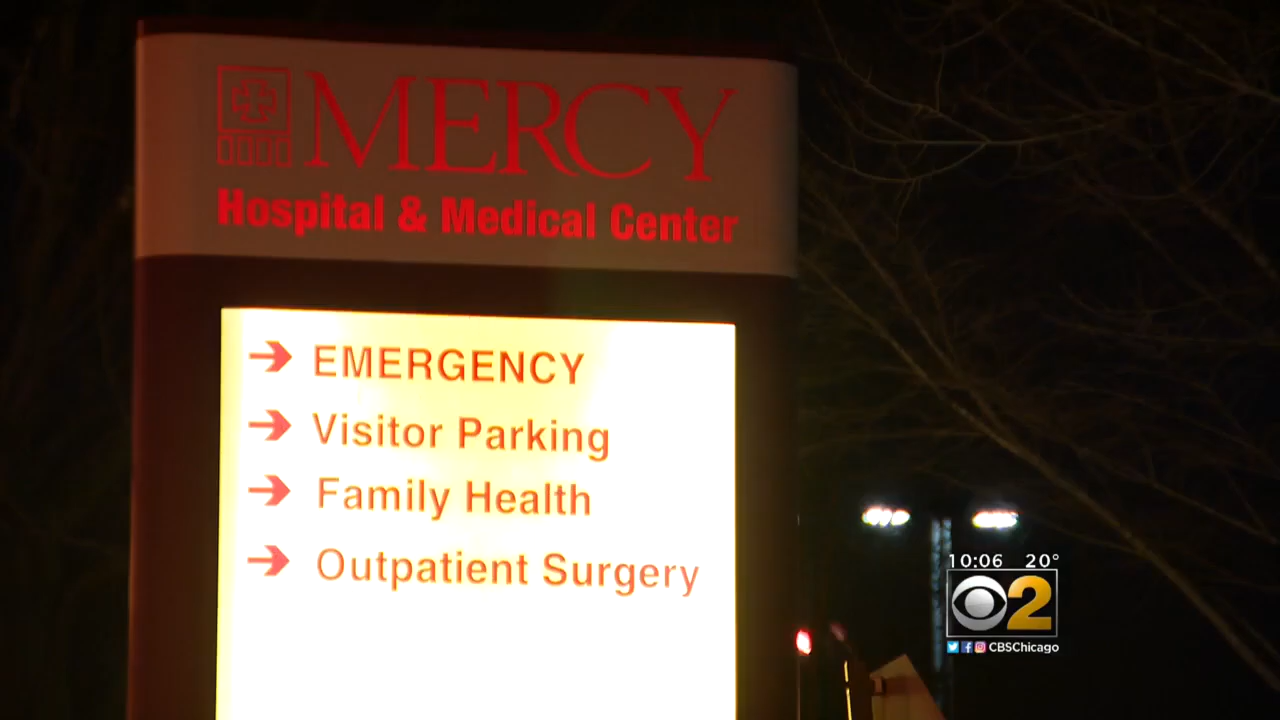 MERCY
Hospital & Medical Center
EMERGENCY
Visitor Parking
Family Health
Outpatient Surgery
10:06 20°
2
CBSChicago